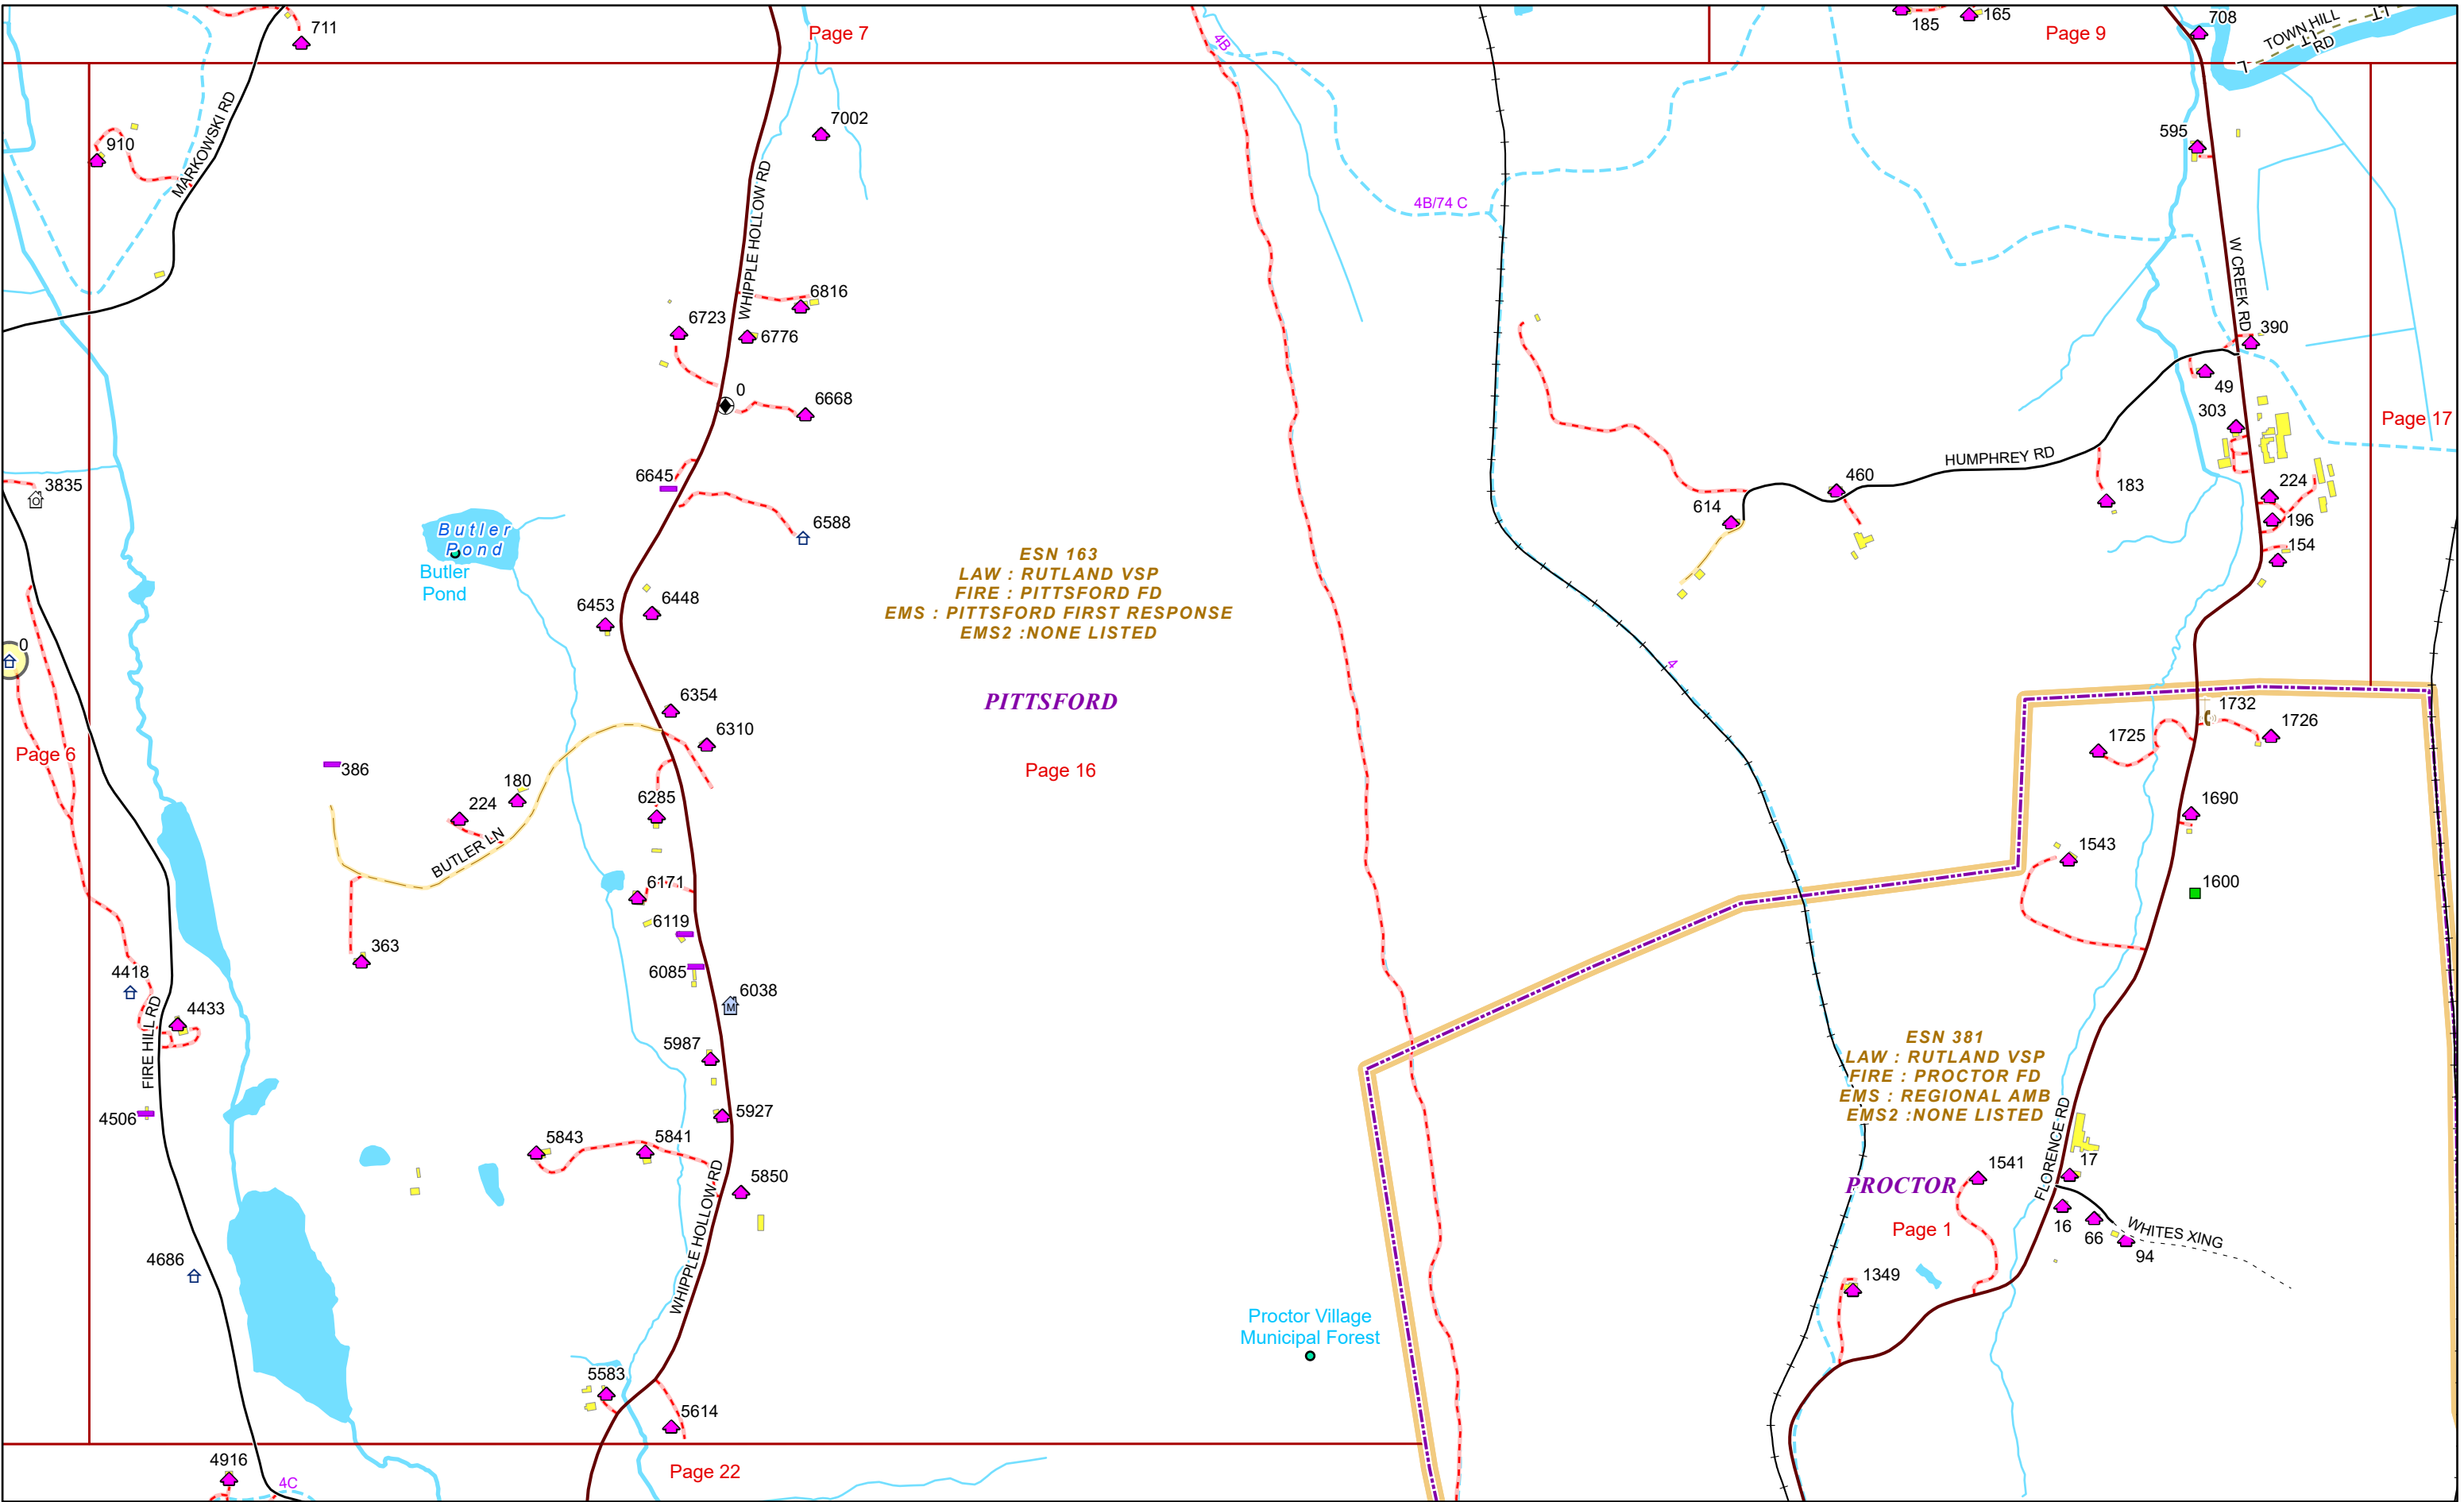 711
Page 7
4B
185
165
Page 9
708
TOWN HILL
RD
910
MARKOWSKI RD
7002
595
WHIPPLE HOLLOW RD
4B/74 C
W CREEK RD
6816
6723
6776
390
0
6668
49
303
Page 17
3835
6645
HUMPHREY RD
460
183
224
614
196
154
Butler
Pond
6588
Butler
Pond
ESN 163
LAW : RUTLAND VSP
FIRE : PITTSFORD FD
EMS : PITTSFORD FIRST RESPONSE
EMS2 :NONE LISTED
6453
6448
0
4
6354
PITTSFORD
6310
1732
1726
1725
Page 6
386
Page 16
180
224
6285
1690
BUTLER LN
1543
6171
1600
6119
363
4418
6085
6038
M
4433
FIRE HILL RD
5987
ESN 381
LAW : RUTLAND VSP
FIRE : PROCTOR FD
EMS : REGIONAL AMB
EMS2 :NONE LISTED
4506
5927
5843
5841
FLORENCE RD
17
1541
5850
PROCTOR
16
66
WHITES XING
94
Page 1
WHIPPLE HOLLOW RD
4686
1349
Proctor Village
Municipal Forest
5583
5614
4916
4C
Page 22